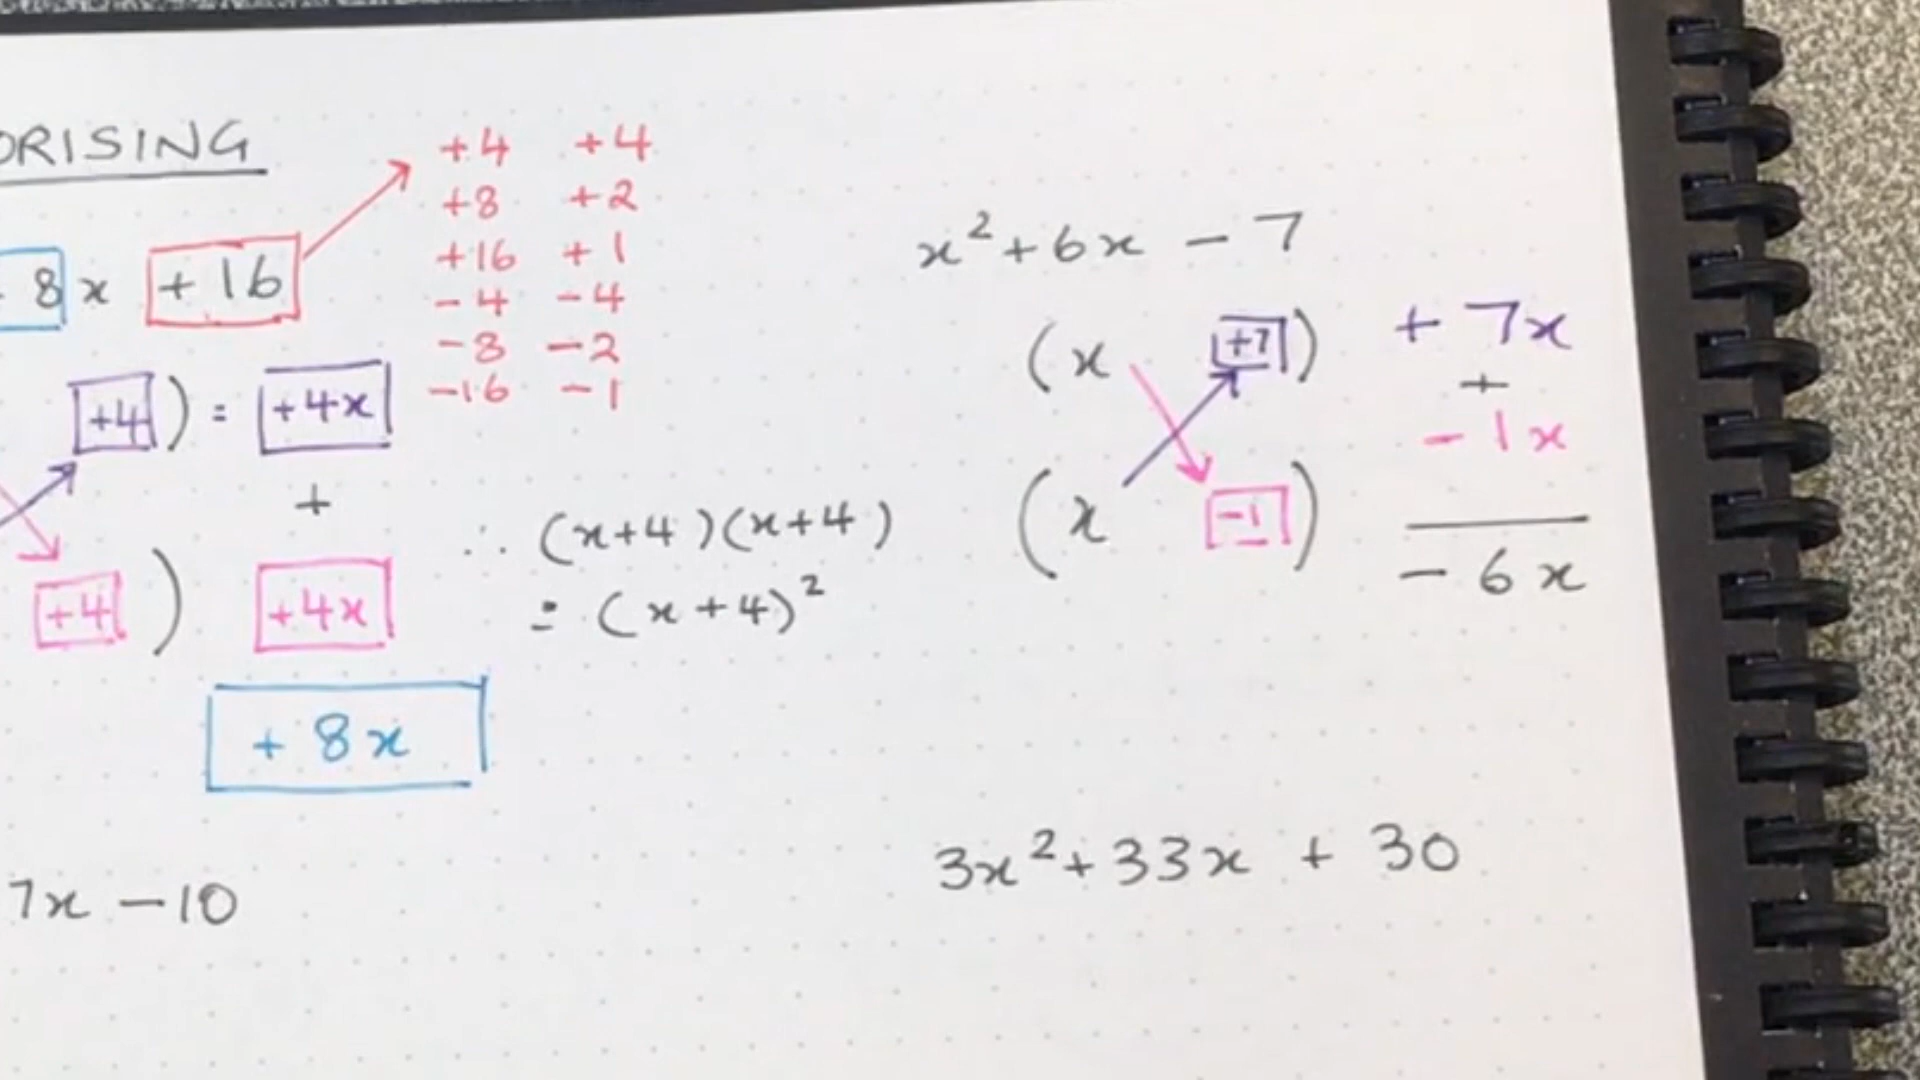 ORISING
8x +16
+4 +4
+8 +2
+16 +1
-4 -4
-8 -2
-16 -1
+4) = +4x
+
+4) +4x
+8x
∴ (x+4)(x+4)
= (x+4)²
x²+6x-7
(x +7) +7x
+
(x -1) -1x
-6x
7x-10
3x²+33x+30